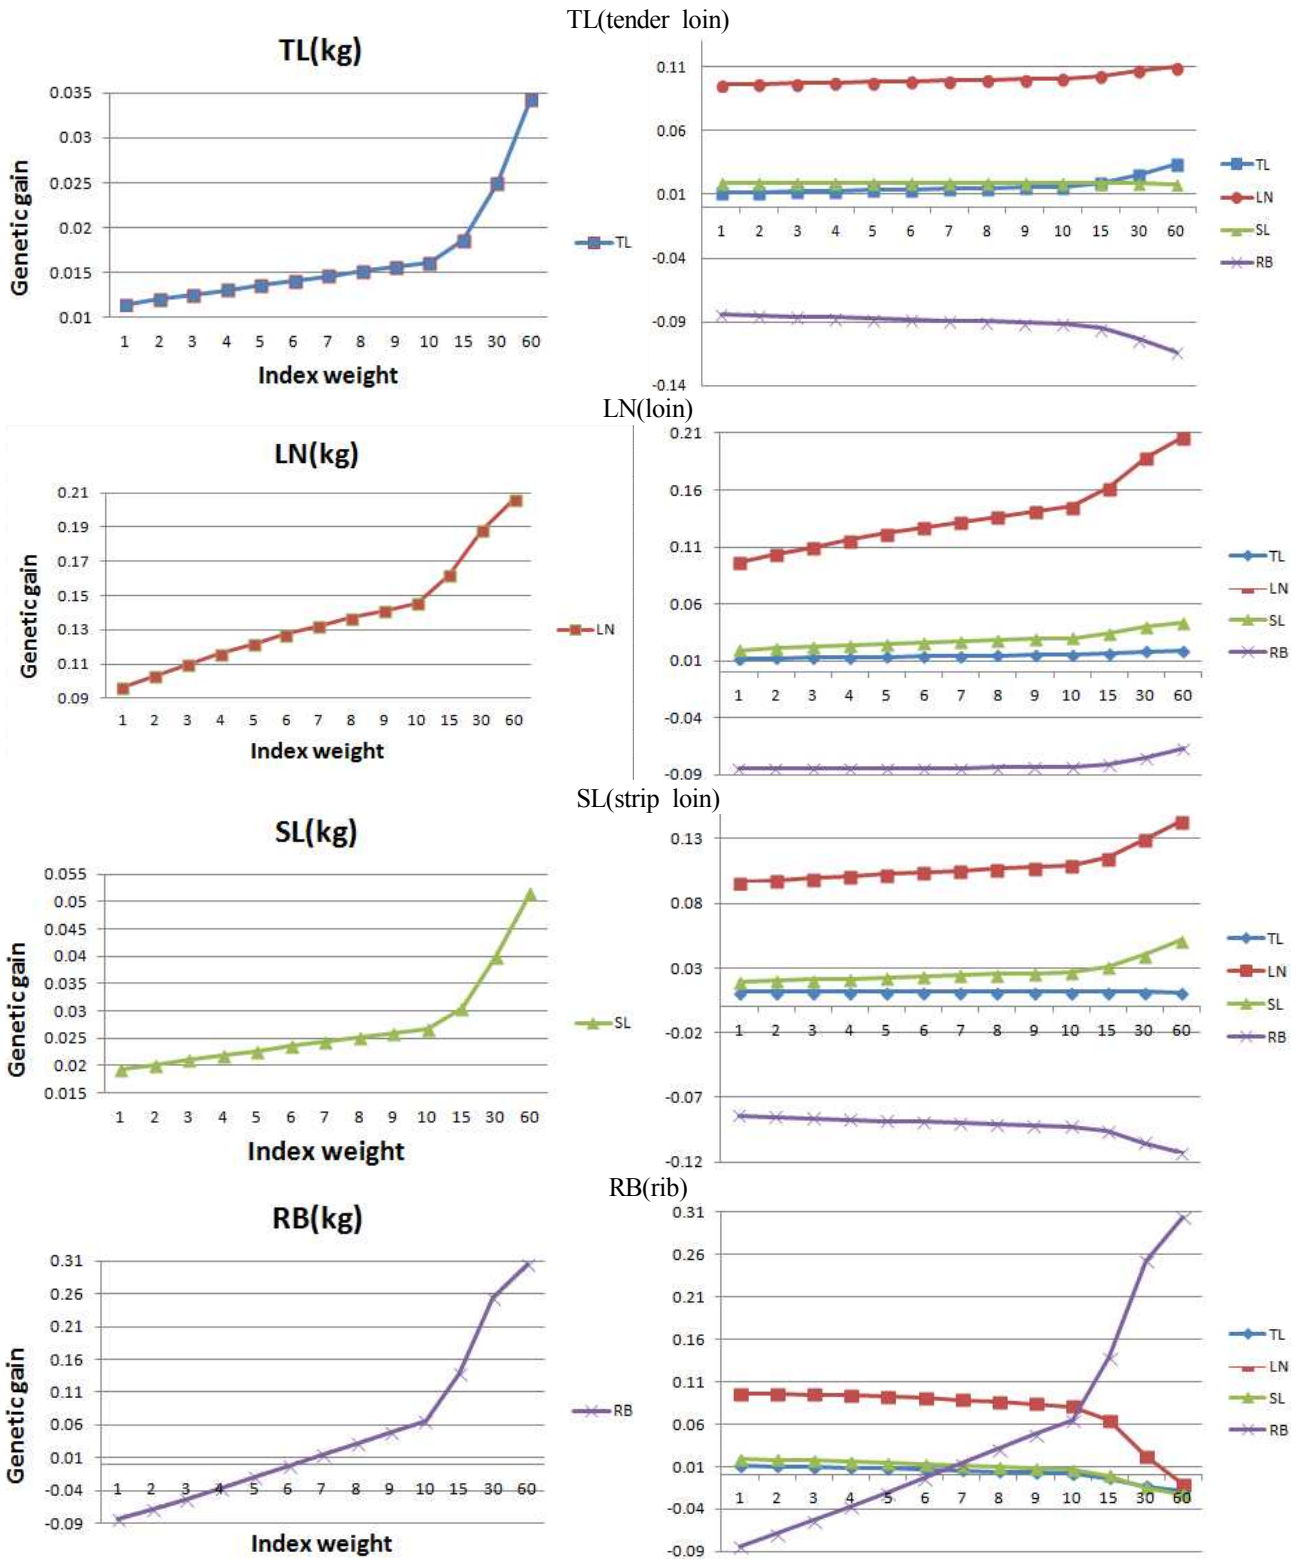 TL(tender loin)
TL(kg)
0.035
0.03
0.025
0.02
0.015
0.01
Genetic gain
1 2 3 4 5 6 7 8 9 10 15 30 60
Index weight
TL
0.11
0.06
0.01
-0.04
-0.09
-0.14
1 2 3 4 5 6 7 8 9 10 15 30 60
TL
LN
SL
RB
LN(loin)
LN(kg)
0.21
0.19
0.17
0.15
0.13
0.11
0.09
Genetic gain
1 2 3 4 5 6 7 8 9 10 15 30 60
Index weight
LN
0.21
0.16
0.11
0.06
0.01
-0.04
-0.09
1 2 3 4 5 6 7 8 9 10 15 30 60
TL
LN
SL
RB
SL(strip loin)
SL(kg)
0.055
0.05
0.045
0.04
0.035
0.03
0.025
0.02
0.015
Genetic gain
1 2 3 4 5 6 7 8 9 10 15 30 60
Index weight
SL
0.13
0.08
0.03
-0.02
-0.07
-0.12
1 2 3 4 5 6 7 8 9 10 15 30 60
TL
LN
SL
RB
RB(rib)
RB(kg)
0.31
0.26
0.21
0.16
0.11
0.06
0.01
-0.04
-0.09
Genetic gain
1 2 3 4 5 6 7 8 9 10 15 30 60
Index weight
RB
0.31
0.26
0.21
0.16
0.11
0.06
0.01
-0.04
-0.09
1 2 3 4 5 6 7 8 9 10 15 30 60
TL
LN
SL
RB